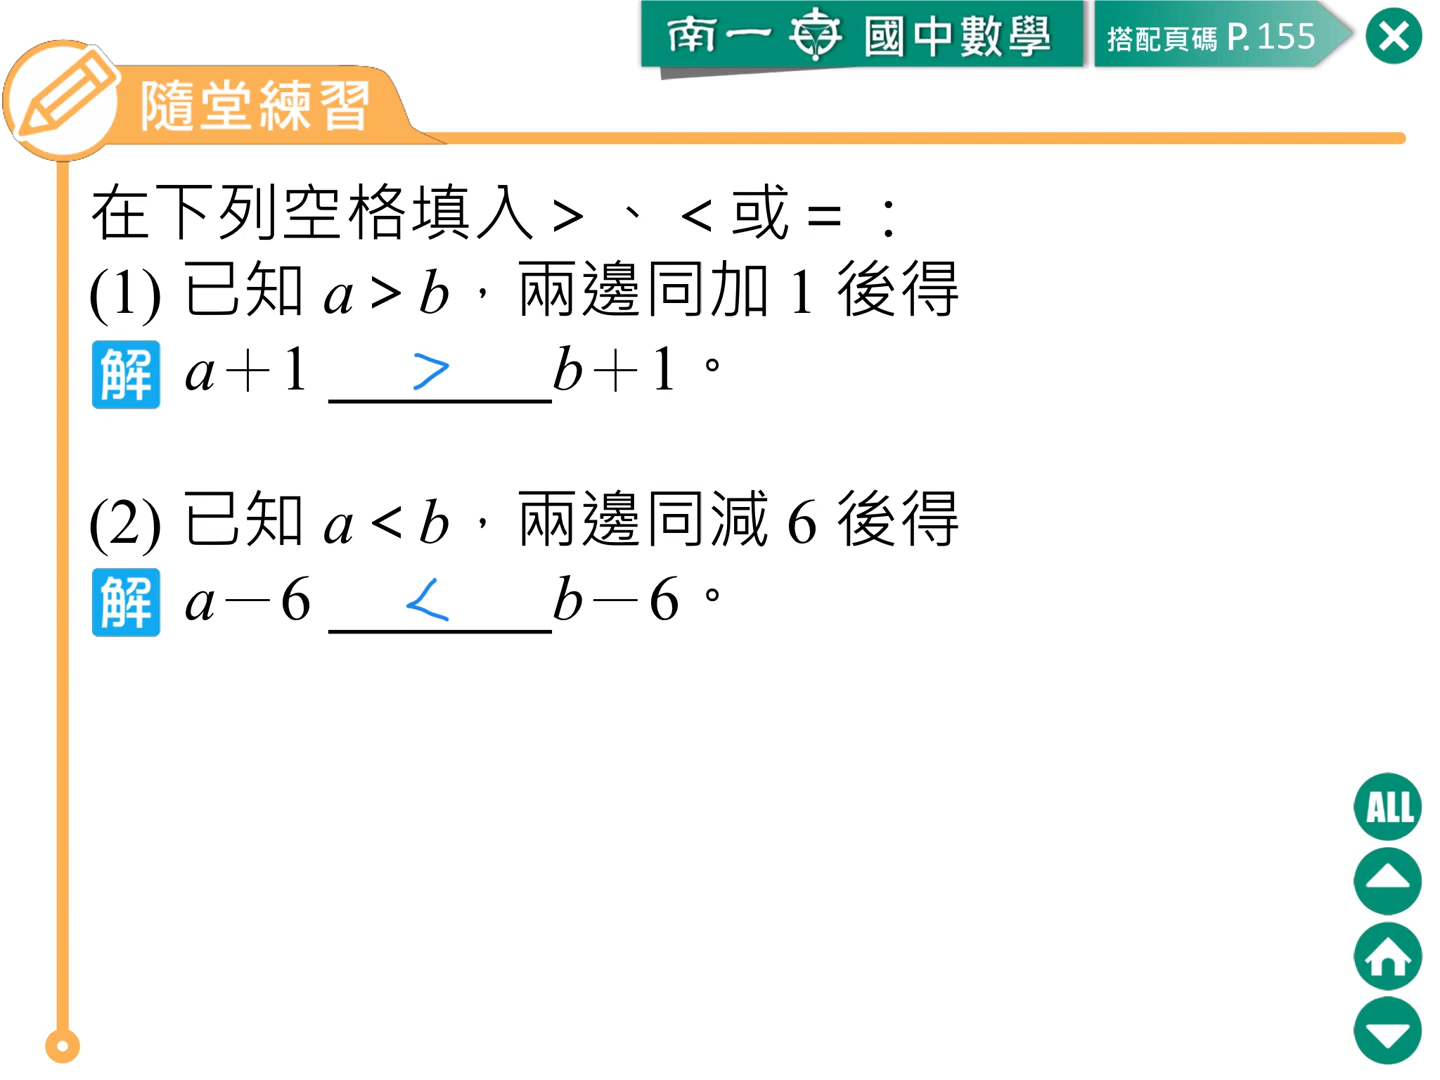 南一 國中數學 搭配頁碼 P. 155
隨堂練習
在下列空格填入 > 、 < 或 = ：
(1) 已知 a > b，兩邊同加 1 後得
解 a＋1 > b＋1。
(2) 已知 a < b，兩邊同減 6 後得
解 a－6 < b－6。
ALL